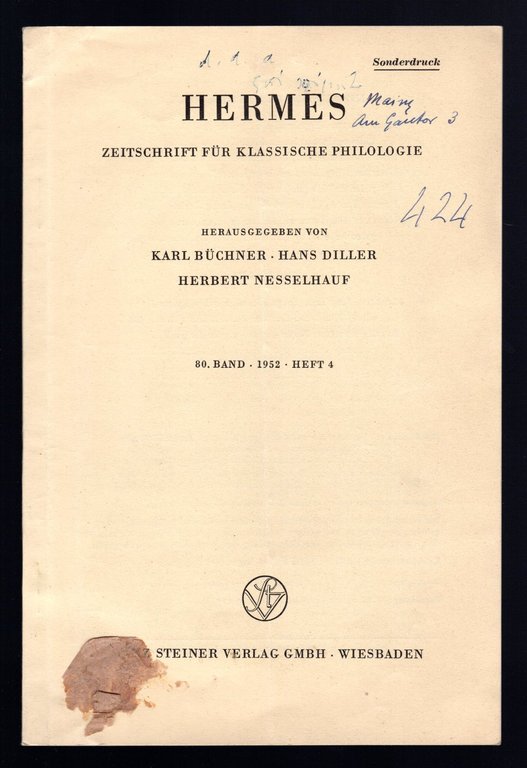 Sonderdruck
HERMES
Mainz
Am Gautor 3
ZEITSCHRIFT FÜR KLASSISCHE PHILOLOGIE
424
HERAUSGEGEBEN VON
KARL BÜCHNER · HANS DILLER
HERBERT NESSELHAUF
80. BAND · 1952 · HEFT 4
STEINER VERLAG GMBH · WIESBADEN